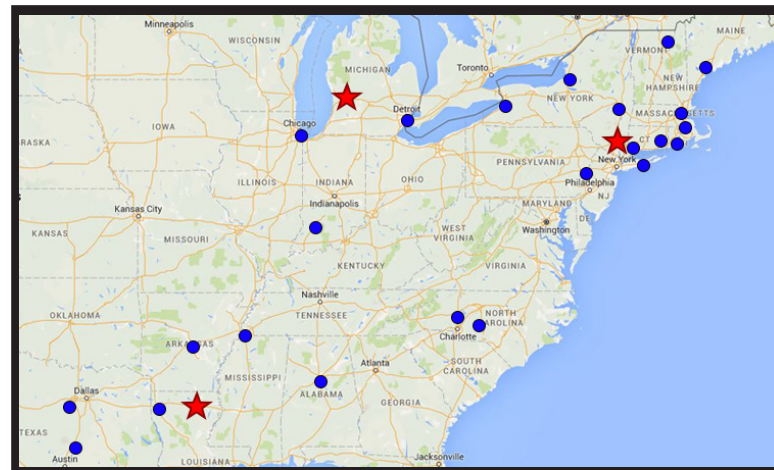 Minneapolis
WISCONSIN
MICHIGAN
Toronto
VERMONT
MAINE
NEW
HAMPSHIRE
NEW YORK
MASSACHUSETTS
Detroit
Chicago
IOWA
CT
RI
New York
PENNSYLVANIA
Philadelphia
NJ
ILLINOIS
INDIANA
OHIO
Indianapolis
MARYLAND
DE
Washington
Kansas City
KANSAS
MISSOURI
WEST
VIRGINIA
VIRGINIA
KENTUCKY
Nashville
TENNESSEE
OKLAHOMA
NORTH
CAROLINA
Charlotte
ARKANSAS
Atlanta
SOUTH
CAROLINA
MISSISSIPPI
Dallas
ALABAMA
GEORGIA
TEXAS
Austin
LOUISIANA
Jacksonville